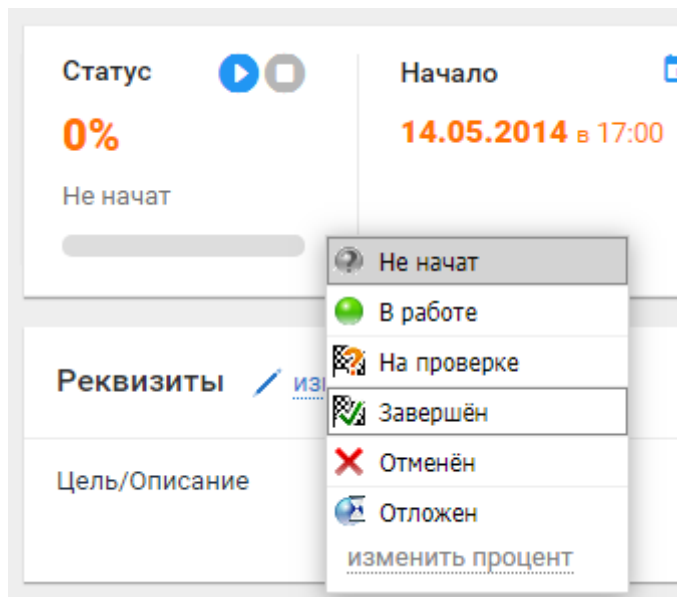 Статус
Начало
0%
14.05.2014 в 17:00
Не начат
Не начат
В работе
На проверке
Реквизиты
из
Завершён
Цель/Описание
Отменён
Отложен
изменить процент